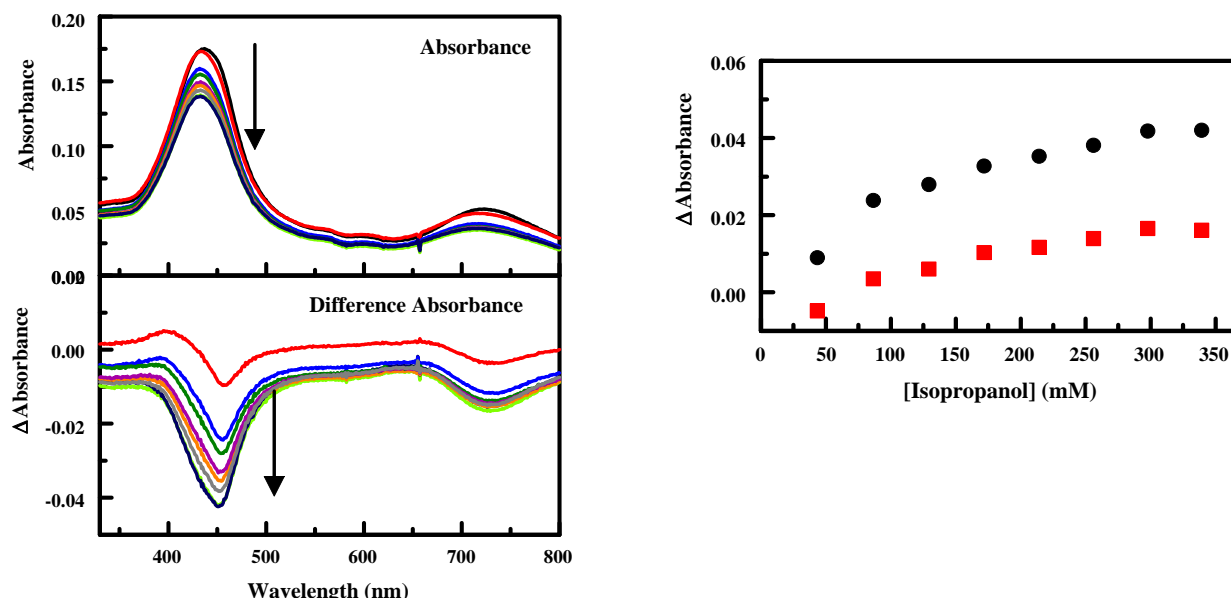 0.20
0.15
0.10
0.05
0.00
Absorbance
Absorbance
0.02
0.00
-0.02
-0.04
ΔAbsorbance
Difference Absorbance
400 500 600 700 800
Wavelength (nm)
0.06
0.04
0.02
0.00
ΔAbsorbance
0 50 100 150 200 250 300 350
[Isopropanol] (mM)